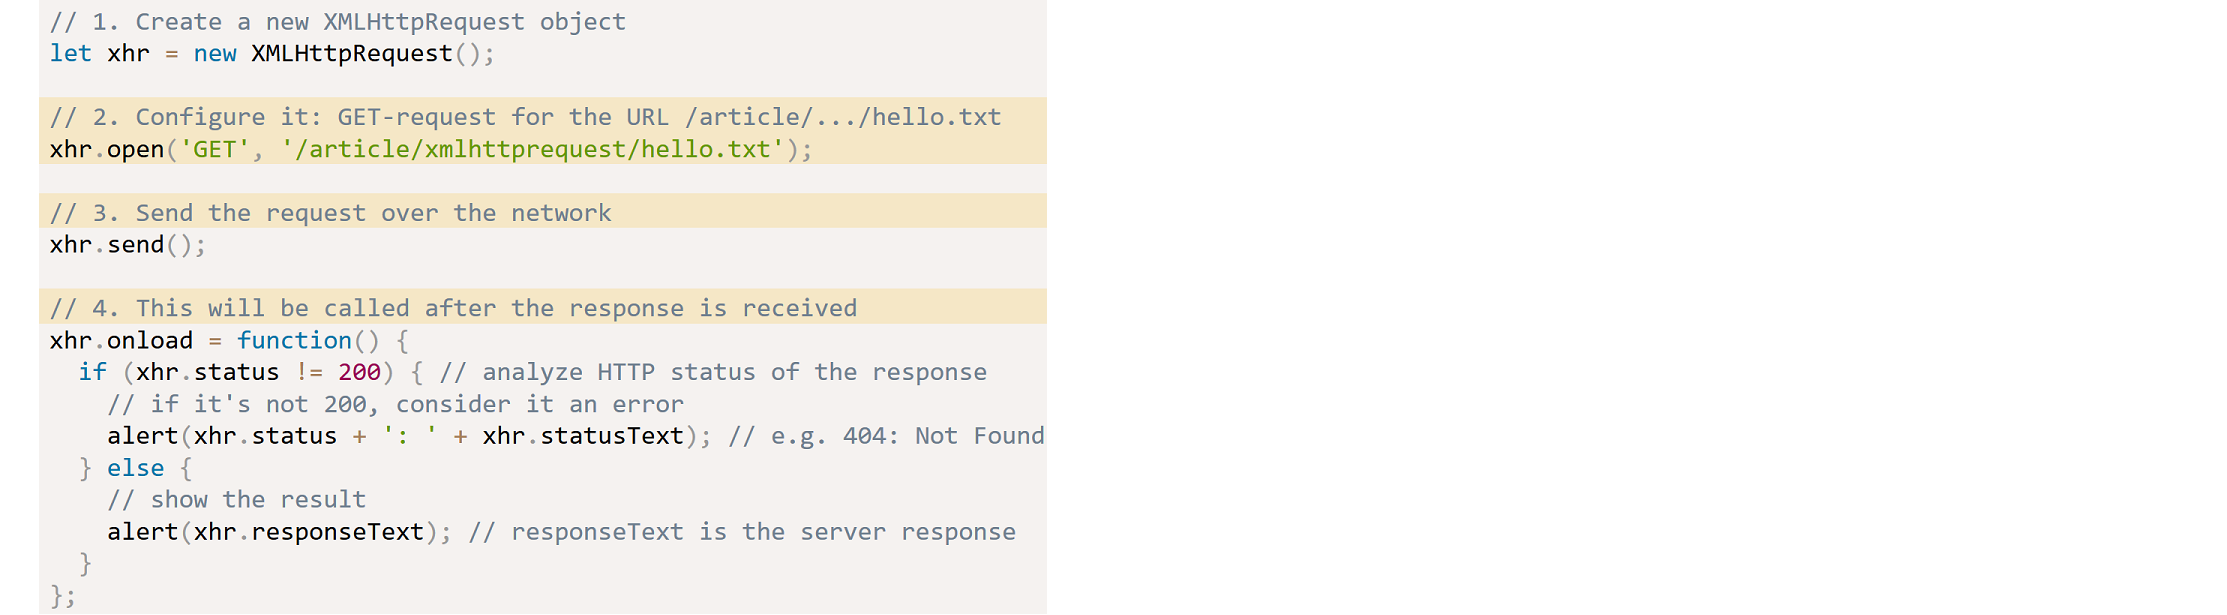 // 1. Create a new XMLHttpRequest object
let xhr = new XMLHttpRequest();
// 2. Configure it: GET-request for the URL /article/.../hello.txt
xhr.open('GET', '/article/xmlhttprequest/hello.txt');
// 3. Send the request over the network
xhr.send();
// 4. This will be called after the response is received
xhr.onload = function() {
  if (xhr.status != 200) { // analyze HTTP status of the response
    // if it's not 200, consider it an error
    alert(xhr.status + ': ' + xhr.statusText); // e.g. 404: Not Found
  } else {
    // show the result
    alert(xhr.responseText); // responseText is the server response
  }
};